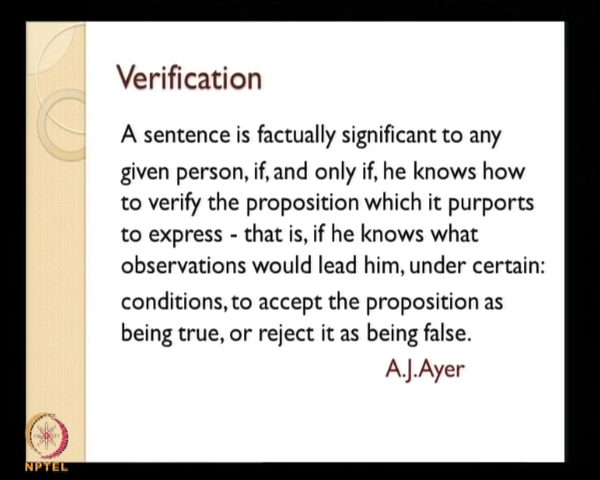 Verification
A sentence is factually significant to any
given person, if, and only if, he knows how
to verify the proposition which it purports
to express - that is, if he knows what
observations would lead him, under certain:
conditions, to accept the proposition as
being true, or reject it as being false.
A.J.Ayer
NPTEL